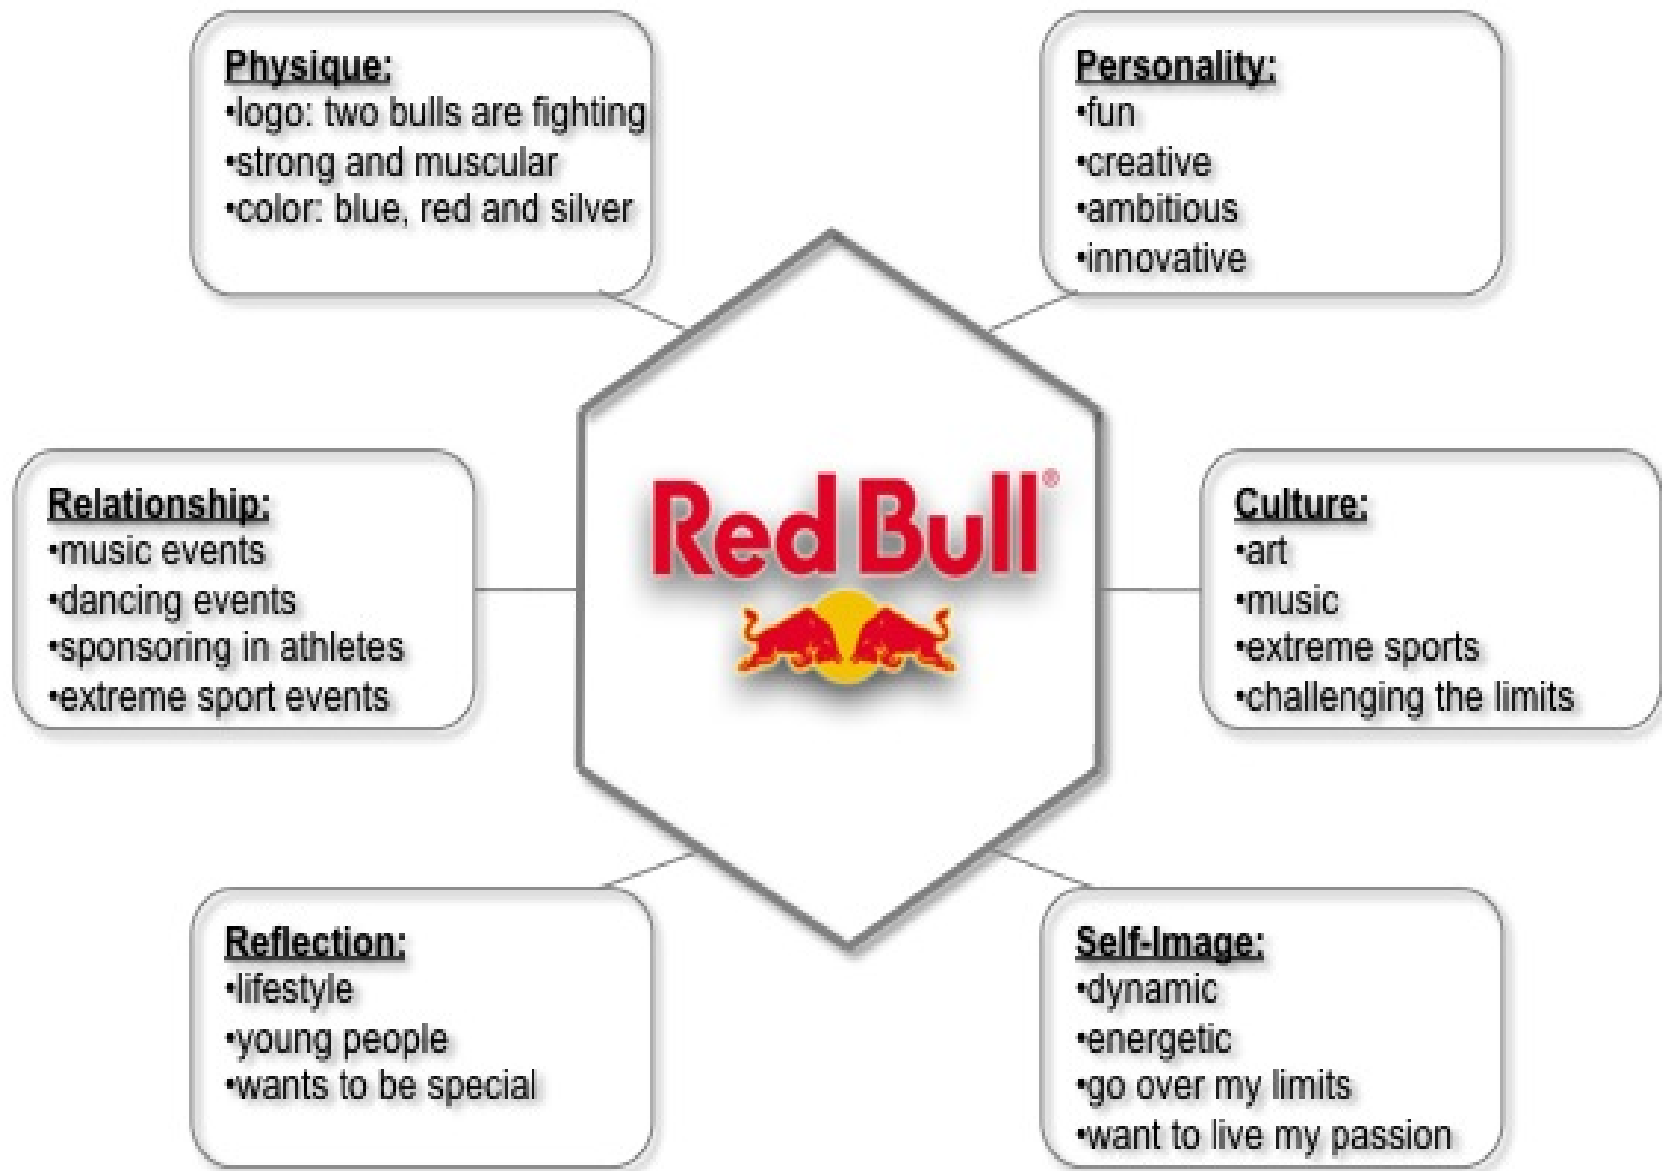 Physique:
•logo: two bulls are fighting
•strong and muscular
•color: blue, red and silver
Personality:
•fun
•creative
•ambitious
•innovative
Relationship:
•music events
•dancing events
•sponsoring in athletes
•extreme sport events
Red Bull®
Culture:
•art
•music
•extreme sports
•challenging the limits
Reflection:
•lifestyle
•young people
•wants to be special
Self-Image:
•dynamic
•energetic
•go over my limits
•want to live my passion